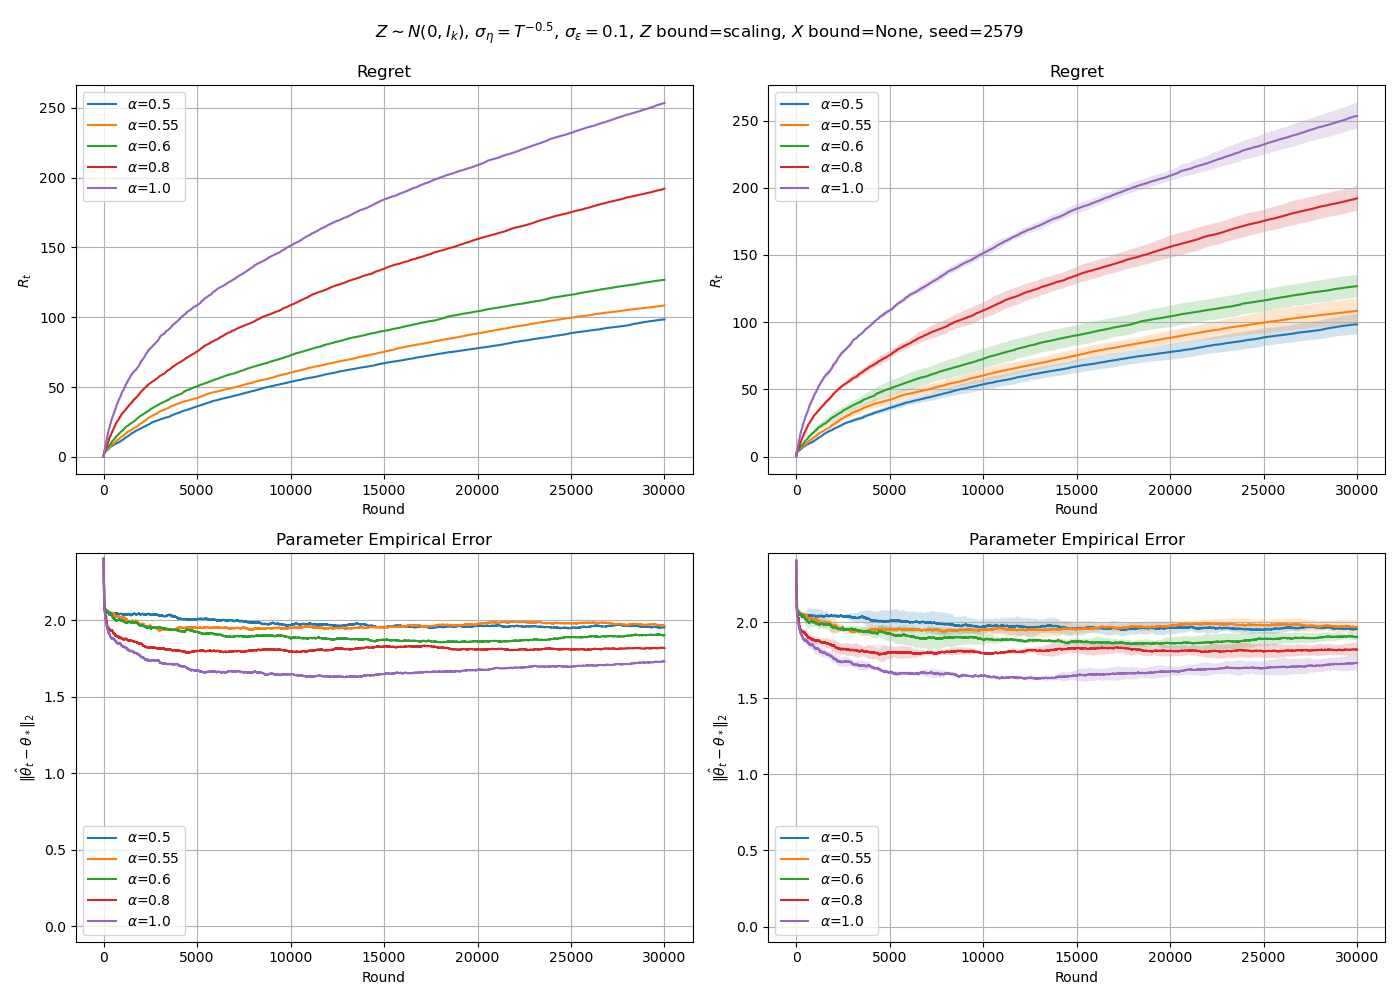 Z ∼ N(0, I_k), σ_η = T^{−0.5}, σ_ε = 0.1, Z bound=scaling, X bound=None, seed=2579
Regret
α=0.5
α=0.55
α=0.6
α=0.8
α=1.0
250
200
150
100
50
0
R_t
0 5000 10000 15000 20000 25000 30000
Round
Regret
α=0.5
α=0.55
α=0.6
α=0.8
α=1.0
250
200
150
100
50
0
R_t
0 5000 10000 15000 20000 25000 30000
Round
Parameter Empirical Error
2.0
1.5
1.0
0.5
0.0
‖θ̂_t − θ_*‖_2
α=0.5
α=0.55
α=0.6
α=0.8
α=1.0
0 5000 10000 15000 20000 25000 30000
Round
Parameter Empirical Error
2.0
1.5
1.0
0.5
0.0
‖θ̂_t − θ_*‖_2
α=0.5
α=0.55
α=0.6
α=0.8
α=1.0
0 5000 10000 15000 20000 25000 30000
Round